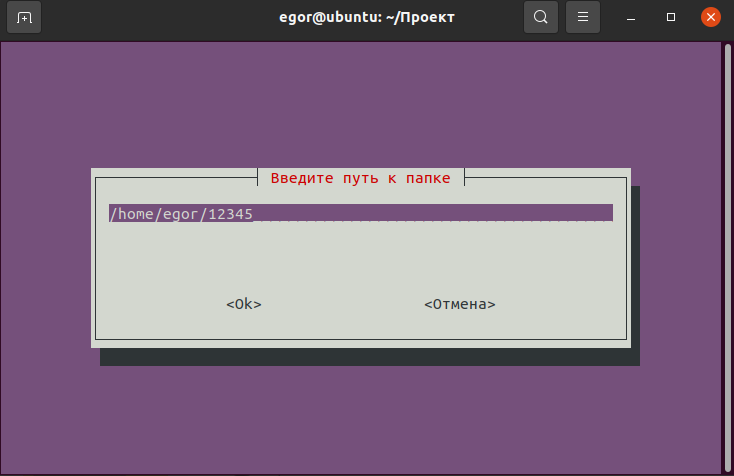 egor@ubuntu: ~/Проект
Введите путь к папке
/home/egor/12345
<Ok> <Отмена>